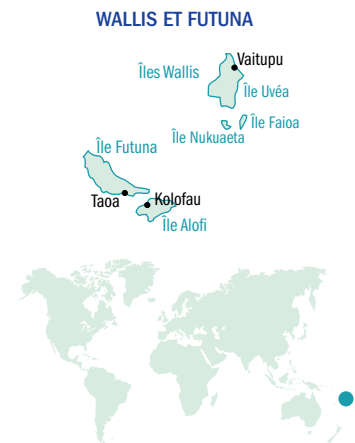 WALLIS ET FUTUNA
Vaitupu
Îles Wallis
Île Uvéa
Île Faioa
Île Nukuaeta
Île Futuna
Taoa
Kolofau
Île Alofi